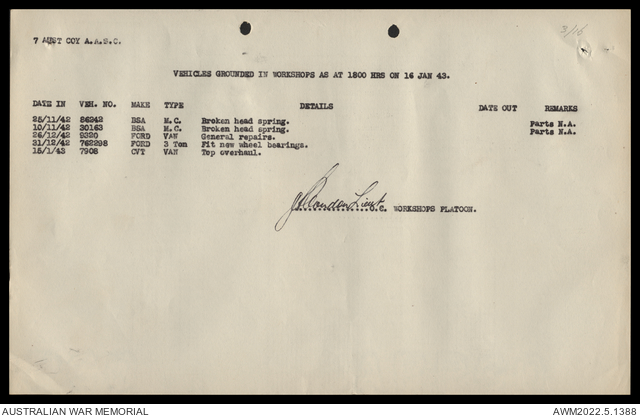 3/16
7 AUST COY A.A.S.C.
VEHICLES GROUNDED IN WORKSHOPS AS AT 1800 HRS ON 16 JAN 43.
DATE IN VEH. NO. MAKE TYPE DETAILS DATE OUT REMARKS
25/11/42 86242 BSA M.C. Broken head spring. Parts N.A.
10/11/42 30163 BSA M.C. Broken head spring. Parts N.A.
26/12/42 9320 FORD VAN General repairs.
31/12/42 762298 FORD 3 Ton Fit new wheel bearings.
15/1/43 7908 CVT VAN Top overhaul.
Lieut
O.C. WORKSHOPS PLATOON.
AUSTRALIAN WAR MEMORIAL AWM2022.5.1388